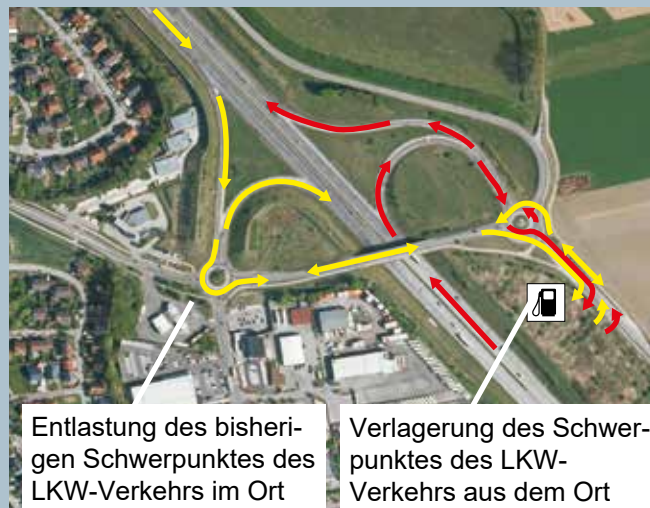 Entlastung des bisheri-
gen Schwerpunktes des
LKW-Verkehrs im Ort
Verlagerung des Schwer-
punktes des LKW-
Verkehrs aus dem Ort